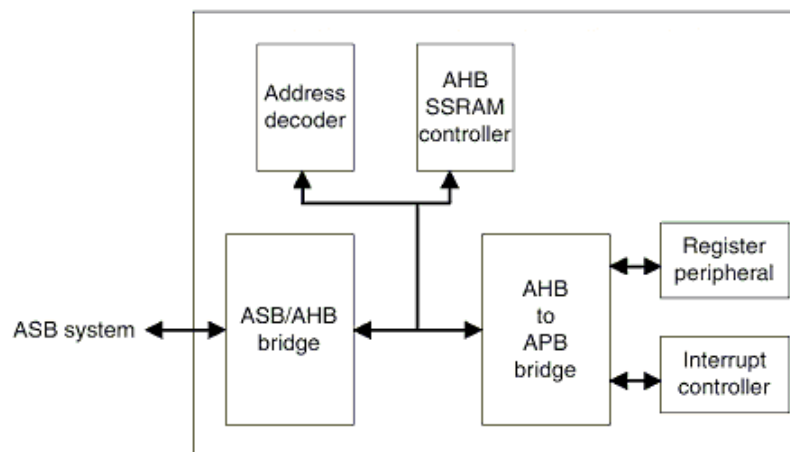 Address
decoder
AHB
SSRAM
controller
ASB system
ASB/AHB
bridge
AHB
to
APB
bridge
Register
peripheral
Interrupt
controller